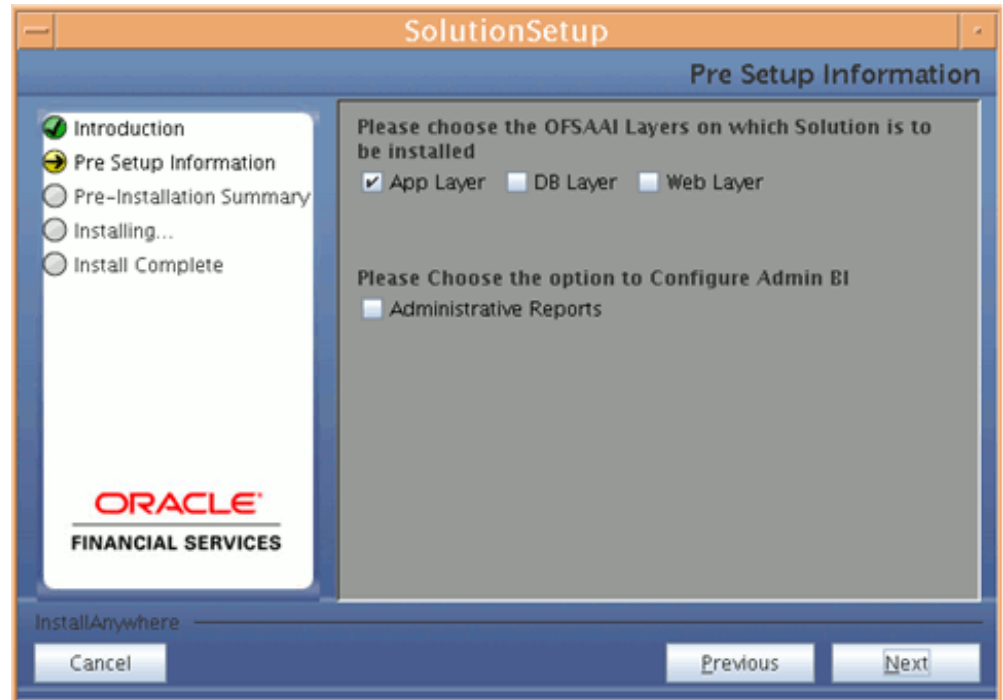 SolutionSetup
Pre Setup Information
Introduction
Pre Setup Information
Pre-Installation Summary
Installing...
Install Complete
ORACLE
FINANCIAL SERVICES
Please choose the OFSAAI Layers on which Solution is to
be installed
App Layer DB Layer Web Layer
Please Choose the option to Configure Admin BI
Administrative Reports
InstallAnywhere
Cancel Previous Next